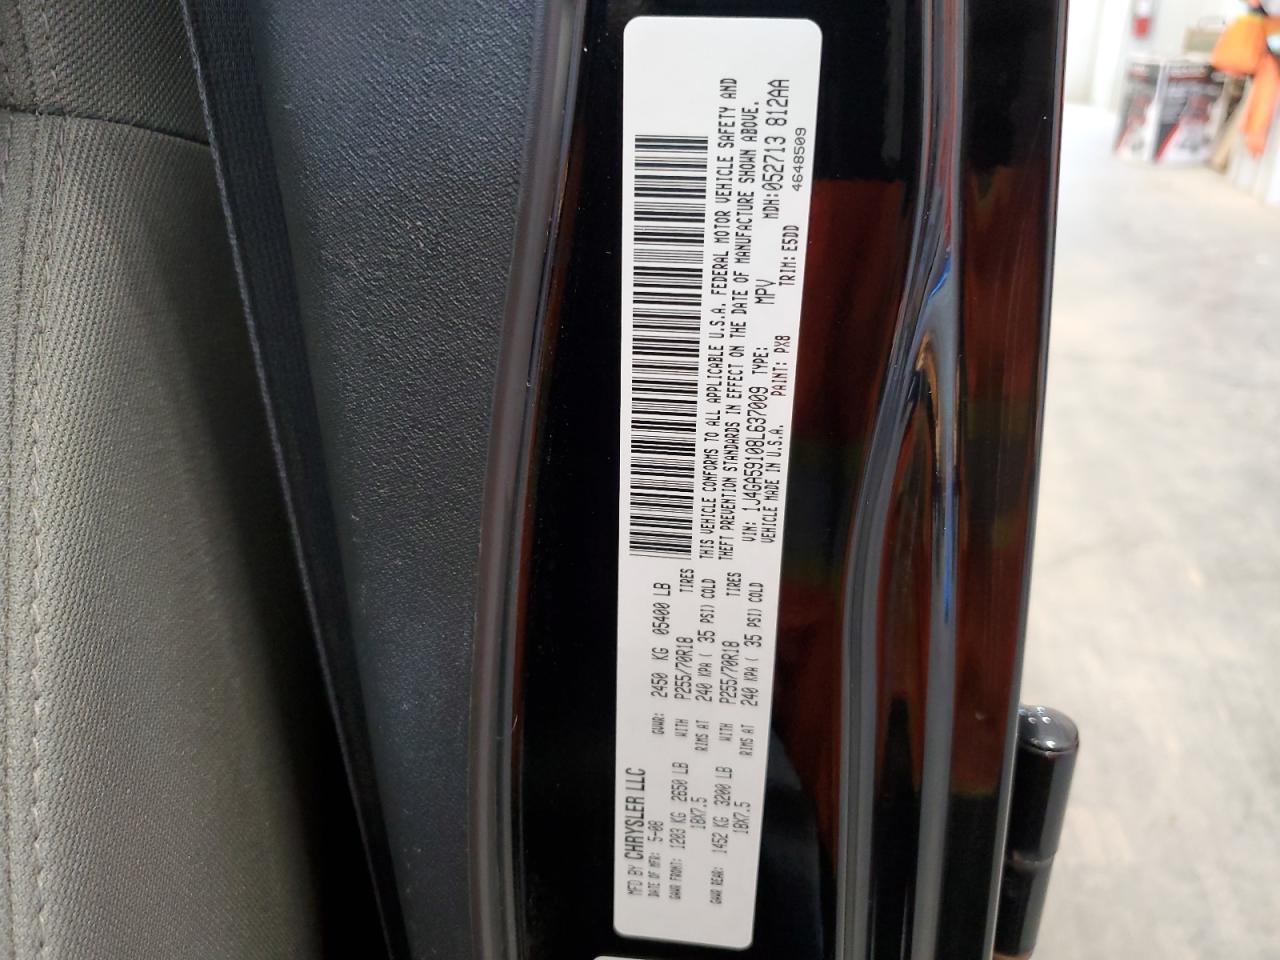 MFD BY CHRYSLER LLC
DATE OF MFR: 5-08 GVWR: 2450 KG 05400 LB
GAWR FRONT: 1203 KG 2650 LB WITH P255/70R18 TIRES
18X7.5 RIMS AT 240 KPA ( 35 PSI) COLD
GAWR REAR: 1452 KG 3200 LB WITH P255/70R18 TIRES
18X7.5 RIMS AT 240 KPA ( 35 PSI) COLD
THIS VEHICLE CONFORMS TO ALL APPLICABLE U.S.A. FEDERAL MOTOR VEHICLE SAFETY AND
THEFT PREVENTION STANDARDS IN EFFECT ON THE DATE OF MANUFACTURE SHOWN ABOVE.
VIN: 1J4GA59108L637009 TYPE: MPV MDH:052713 812AA
VEHICLE MADE IN U.S.A. PAINT: PX8 TRIM: E5DD 4648509